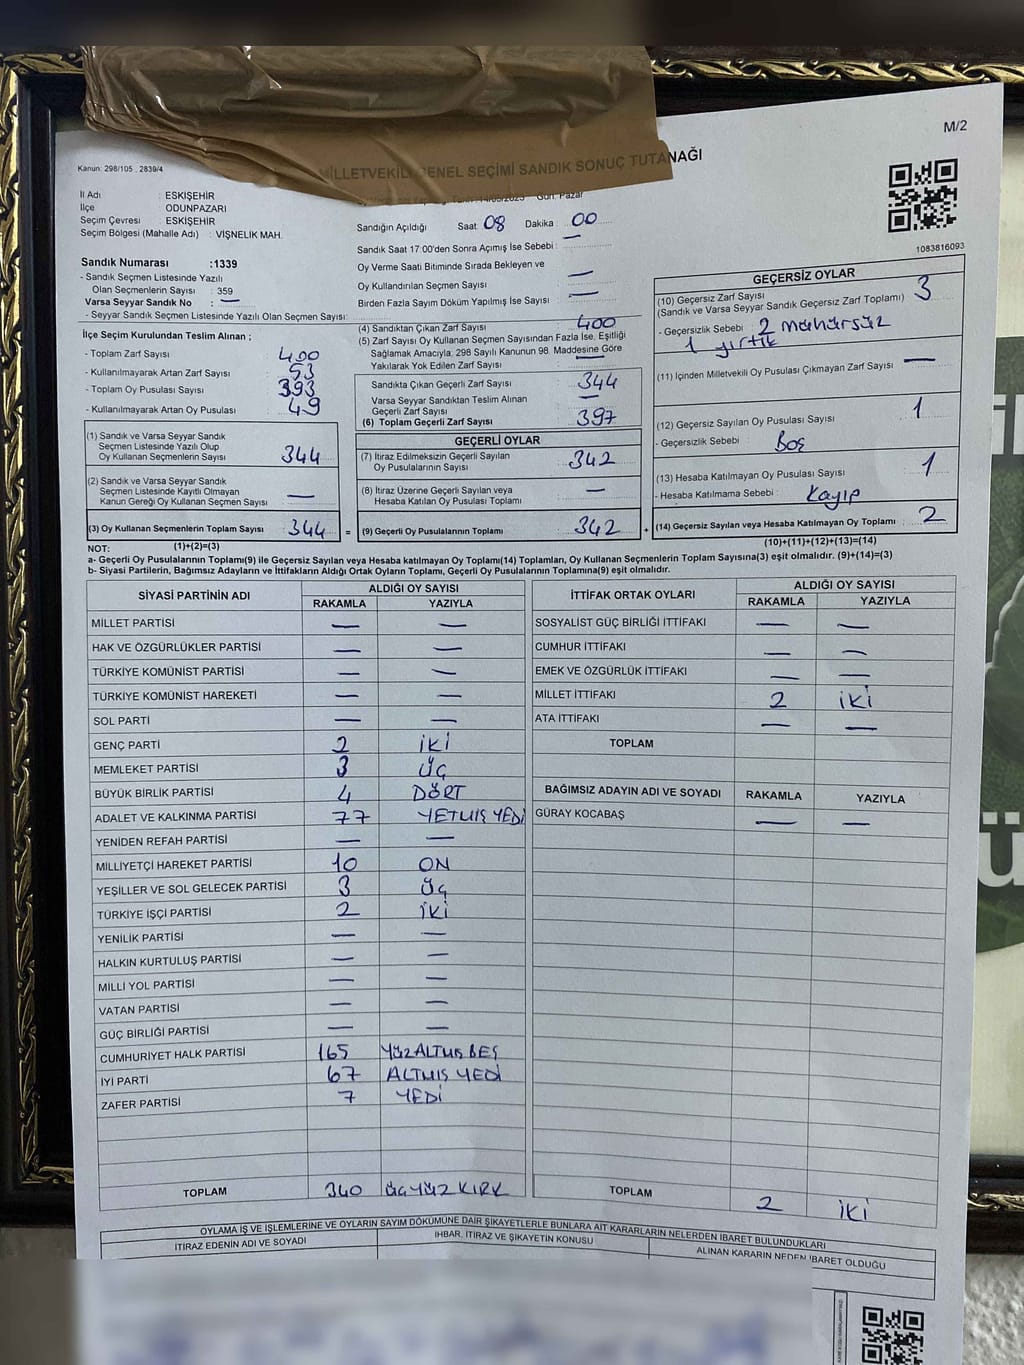 M/2
Kanun: 298/105 , 2839/4
MİLLETVEKİLİ GENEL SEÇİMİ SANDIK SONUÇ TUTANAĞI
İl Adı : ESKİŞEHİR
İlçe : ODUNPAZARI
Seçim Çevresi : ESKİŞEHİR
Seçim Bölgesi (Mahalle Adı) : VİŞNELİK MAH.
Sandık Numarası :1339
- Sandık Seçmen Listesinde Yazılı
Olan Seçmenlerin Sayısı : 359
Varsa Seyyar Sandık No : —
- Seyyar Sandık Seçmen Listesinde Yazılı Olan Seçmen Sayısı:
14/05/2023 Gün: Pazar
Sandığın Açıldığı Saat: 08 Dakika : 00
Sandık Saat 17:00'den Sonra Açımış İse Sebebi : —
Oy Verme Saati Bitiminde Sırada Bekleyen ve
Oy Kullandırılan Seçmen Sayısı : —
Birden Fazla Sayım Döküm Yapılmış İse Sayısı : —
1083816093
İlçe Seçim Kurulundan Teslim Alınan ;
- Toplam Zarf Sayısı : 400
- Kullanılmayarak Artan Zarf Sayısı : 53
- Toplam Oy Pusulası Sayısı : 393
- Kullanılmayarak Artan Oy Pusulası : 49
(4) Sandıktan Çıkan Zarf Sayısı : 400
(5) Zarf Sayısı Oy Kullanan Seçmen Sayısından Fazla İse, Eşitliği
Sağlamak Amacıyla, 298 Sayılı Kanunun 98. Maddesine Göre
Yakılarak Yok Edilen Zarf Sayısı : —
Sandıkta Çıkan Geçerli Zarf Sayısı : 344
Varsa Seyyar Sandıktan Teslim Alınan
Geçerli Zarf Sayısı : —
(6) Toplam Geçerli Zarf Sayısı : 397
GEÇERSİZ OYLAR
(10) Geçersiz Zarf Sayısı
(Sandık ve Varsa Seyyar Sandık Geçersiz Zarf Toplamı) : 3
- Geçersizlik Sebebi : 2 mühürsüz
1 yırtık
(11) İçinden Milletvekili Oy Pusulası Çıkmayan Zarf Sayısı : —
(12) Geçersiz Sayılan Oy Pusulası Sayısı : 1
- Geçersizlik Sebebi : Boş
(13) Hesaba Katılmayan Oy Pusulası Sayısı : 1
- Hesaba Katılmama Sebebi : Kayıp
(14) Geçersiz Sayılan veya Hesaba Katılmayan Oy Toplamı : 2
(10)+(11)+(12)+(13)=(14)
(1) Sandık ve Varsa Seyyar Sandık
Seçmen Listesinde Yazılı Olup
Oy Kullanan Seçmenlerin Sayısı : 344
(2) Sandık ve Varsa Seyyar Sandık
Seçmen Listesinde Kayıtlı Olmayan
Kanun Gereği Oy Kullanan Seçmen Sayısı : —
(3) Oy Kullanan Seçmenlerin Toplam Sayısı : 344 =
(1)+(2)=(3)
GEÇERLİ OYLAR
(7) İtiraz Edilmeksizin Geçerli Sayılan
Oy Pusulalarının Sayısı : 342
(8) İtiraz Üzerine Geçerli Sayılan veya
Hesaba Katılan Oy Pusulası Toplamı : —
(9) Geçerli Oy Pusulalarının Toplamı : 342 +
NOT:
a- Geçerli Oy Pusulalarının Toplamı(9) ile Geçersiz Sayılan veya Hesaba katılmayan Oy Toplamı(14) Toplamları, Oy Kullanan Seçmenlerin Toplam Sayısına(3) eşit olmalıdır. (9)+(14)=(3)
b- Siyasi Partilerin, Bağımsız Adayların ve İttifakların Aldığı Ortak Oyların Toplamı, Geçerli Oy Pusulalarının Toplamına(9) eşit olmalıdır.
SİYASİ PARTİNİN ADI ALDIĞI OY SAYISI
RAKAMLA YAZIYLA
MİLLET PARTİSİ — —
HAK VE ÖZGÜRLÜKLER PARTİSİ — —
TÜRKİYE KOMÜNİST PARTİSİ — —
TÜRKİYE KOMÜNİST HAREKETİ — —
SOL PARTİ — —
GENÇ PARTİ 2 İKİ
MEMLEKET PARTİSİ 3 ÜÇ
BÜYÜK BİRLİK PARTİSİ 4 DÖRT
ADALET VE KALKINMA PARTİSİ 77 YETMİŞ YEDİ
YENİDEN REFAH PARTİSİ — —
MİLLİYETÇİ HAREKET PARTİSİ 10 ON
YEŞİLLER VE SOL GELECEK PARTİSİ 3 ÜÇ
TÜRKİYE İŞÇİ PARTİSİ 2 İKİ
YENİLİK PARTİSİ — —
HALKIN KURTULUŞ PARTİSİ — —
MİLLİ YOL PARTİSİ — —
VATAN PARTİSİ — —
GÜÇ BİRLİĞİ PARTİSİ — —
CUMHURİYET HALK PARTİSİ 165 YÜZ ALTMIŞ BEŞ
İYİ PARTİ 67 ALTMIŞ YEDİ
ZAFER PARTİSİ 7 YEDİ
TOPLAM 340 ÜÇ YÜZ KIRK
İTTİFAK ORTAK OYLARI ALDIĞI OY SAYISI
RAKAMLA YAZIYLA
SOSYALİST GÜÇ BİRLİĞİ İTTİFAKI — —
CUMHUR İTTİFAKI — —
EMEK VE ÖZGÜRLÜK İTTİFAKI — —
MİLLET İTTİFAKI 2 İKİ
ATA İTTİFAKI — —
TOPLAM
BAĞIMSIZ ADAYIN ADI VE SOYADI RAKAMLA YAZIYLA
GÜRAY KOCABAŞ — —
TOPLAM 2 İKİ
OYLAMA İŞ VE İŞLEMLERİNE VE OYLARIN SAYIM DÖKÜMÜNE DAİR ŞİKAYETLERLE BUNLARA AİT KARARLARIN NELERDEN İBARET BULUNDUKLARI
İTİRAZ EDENİN ADI VE SOYADI İHBAR, İTİRAZ VE ŞİKAYETİN KONUSU ALINAN KARARIN NEDEN İBARET OLDUĞU